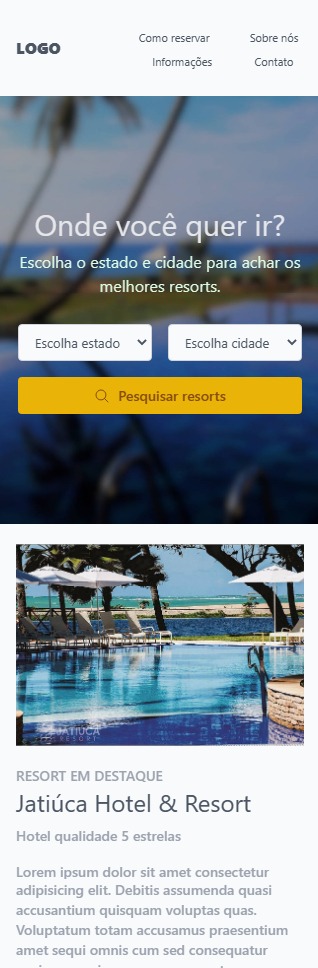 LOGO
Como reservar
Sobre nós
Informações
Contato
Onde você quer ir?
Escolha o estado e cidade para achar os
melhores resorts.
Escolha estado
Escolha cidade
Pesquisar resorts
JATIÚCA
RESORT
RESORT EM DESTAQUE
Jatiúca Hotel & Resort
Hotel qualidade 5 estrelas
Lorem ipsum dolor sit amet consectetur
adipisicing elit. Debitis assumenda quasi
accusantium quisquam voluptas quas.
Voluptatum totam accusamus praesentium
amet sequi omnis cum sed consequatur